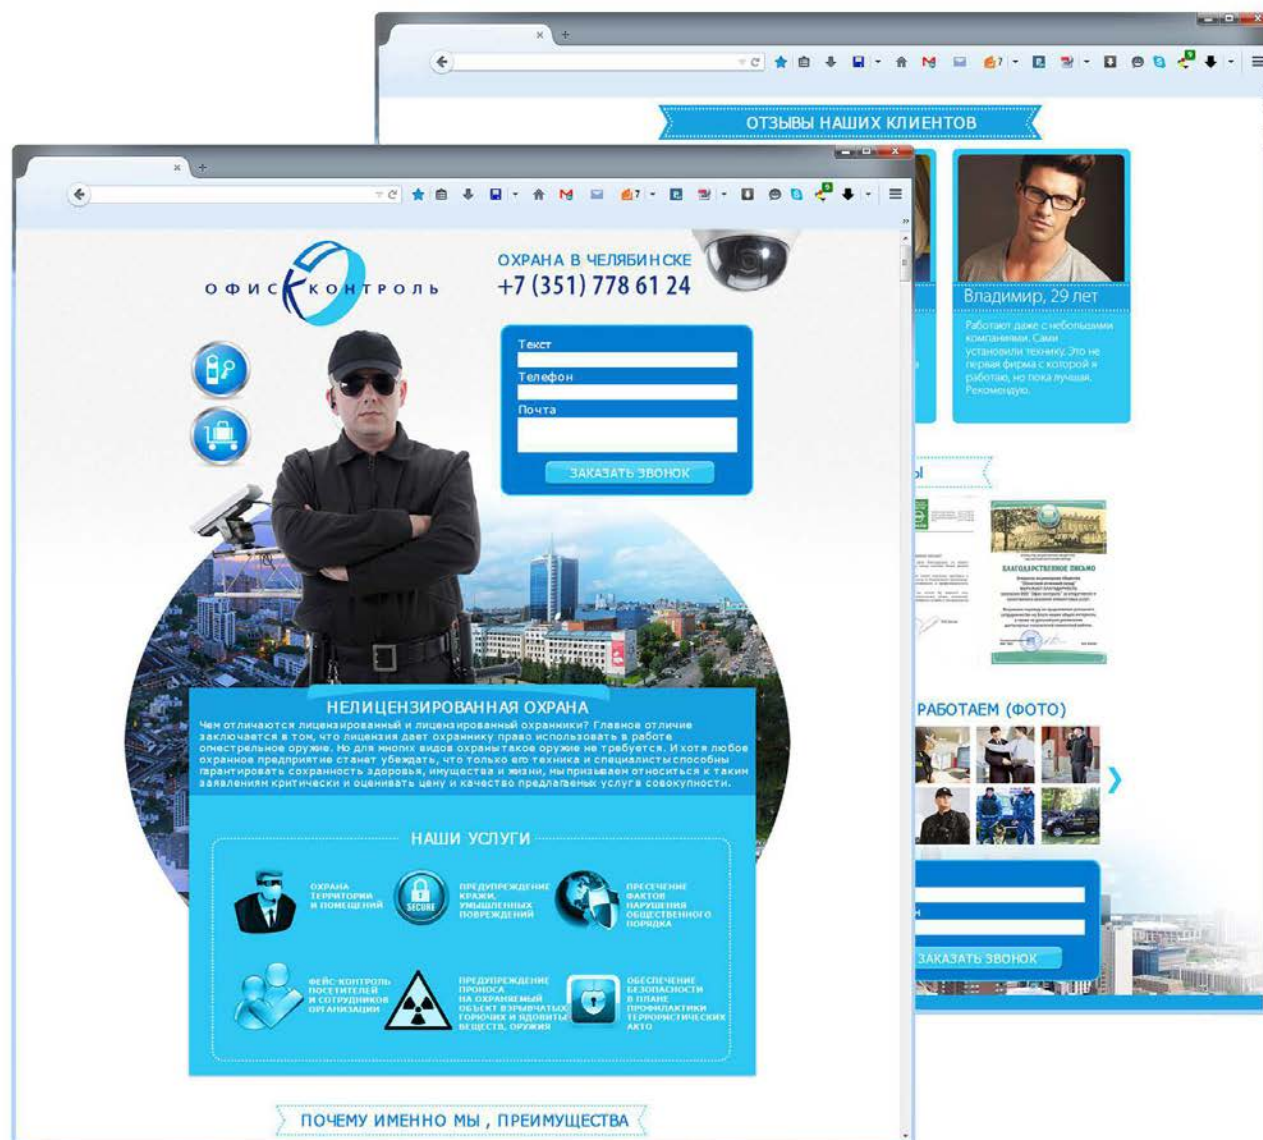 ОТЗЫВЫ НАШИХ КЛИЕНТОВ
Владимир, 29 лет
Работают даже с небольшими
компаниями. Сами
установили технику. Это не
первая фирма с которой я
работаю, но пока лучшая.
Рекомендую.
Ы
БЛАГОДАРСТВЕННОЕ ПИСЬМО
РАБОТАЕМ (ФОТО)
ЗАКАЗАТЬ ЗВОНОК
ОФИС КОНТРОЛЬ
ОХРАНА В ЧЕЛЯБИНСКЕ
+7 (351) 778 61 24
Текст
Телефон
Почта
ЗАКАЗАТЬ ЗВОНОК
НЕЛИЦЕНЗИРОВАННАЯ ОХРАНА
Чем отличаются лицензированный и лицензированный охранники? Главное отличие
заключается в том, что лицензия дает охраннику право использовать в работе
огнестрельное оружие. Но для многих видов охраны такое оружие не требуется. И хотя любое
охранное предприятие станет убеждать, что только его техника и специалисты способны
гарантировать сохранность здоровья, имущества и жизни, мы призываем относиться к таким
заявлениям критически и оценивать цену и качество предлагаемых услуг в совокупности.
НАШИ УСЛУГИ
ОХРАНА
ТЕРРИТОРИИ
И ПОМЕЩЕНИЙ
SECURE
ПРЕДУПРЕЖДЕНИЕ
КРАЖИ,
УМЫШЛЕННЫХ
ПОВРЕЖДЕНИЙ
ПРЕСЕЧЕНИЕ
ФАКТОВ
НАРУШЕНИЯ
ОБЩЕСТВЕННОГО
ПОРЯДКА
ФЕЙС-КОНТРОЛЬ
ПОСЕТИТЕЛЕЙ
И СОТРУДНИКОВ
ОРГАНИЗАЦИИ
ПРЕДУПРЕЖДЕНИЕ
ПРОНОСА
НА ОХРАНЯЕМЫЙ
ОБЪЕКТ ВЗРЫВЧАТЫХ
ГОРЮЧИХ И ЯДОВИТЫ
ВЕЩЕСТВ, ОРУЖИЯ
ОБЕСПЕЧЕНИЕ
БЕЗОПАСНОСТИ
В ПЛАНЕ
ПРОФИЛАКТИКИ
ТЕРРОРИСТИЧЕСКИХ
АКТО
ПОЧЕМУ ИМЕННО МЫ , ПРЕИМУЩЕСТВА